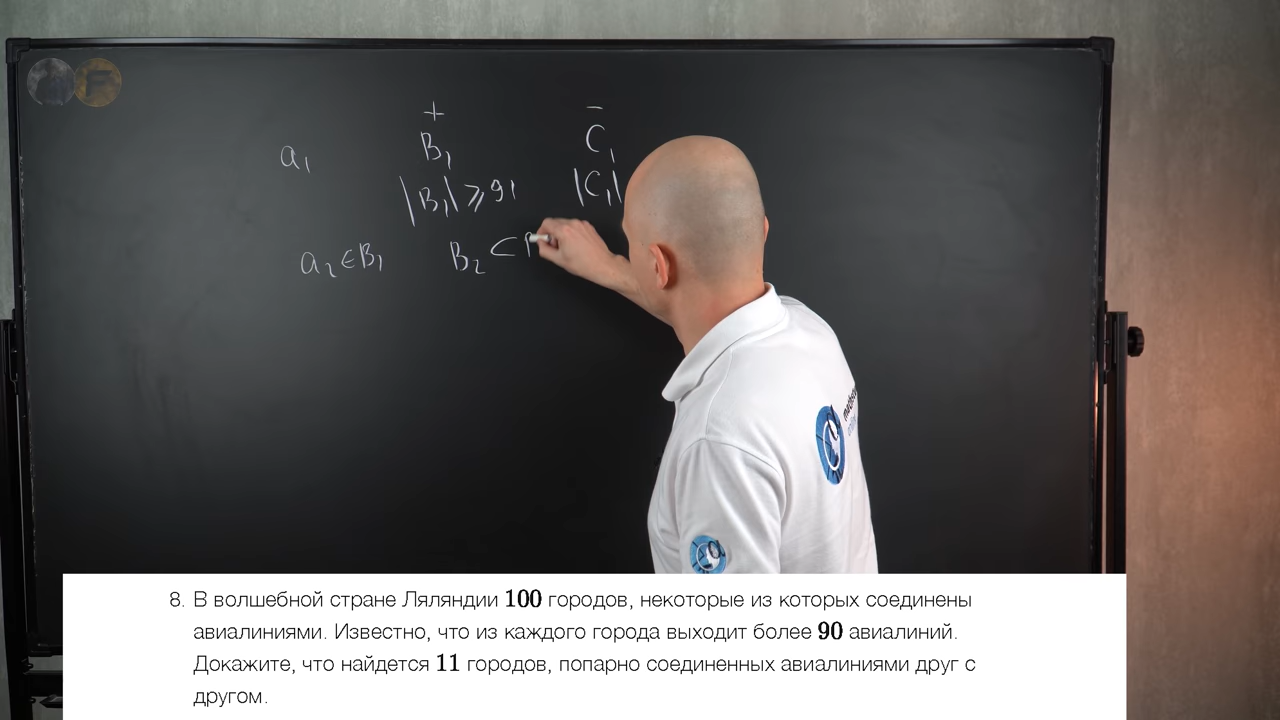 + −
a₁ B₁ C₁
|B₁| ⩾ 91 |C₁|
a₂ ∈ B₁ B₂ ⊂
8. В волшебной стране Ляляндии 100 городов, некоторые из которых соединены
авиалиниями. Известно, что из каждого города выходит более 90 авиалиний.
Докажите, что найдется 11 городов, попарно соединенных авиалиниями друг с
другом.